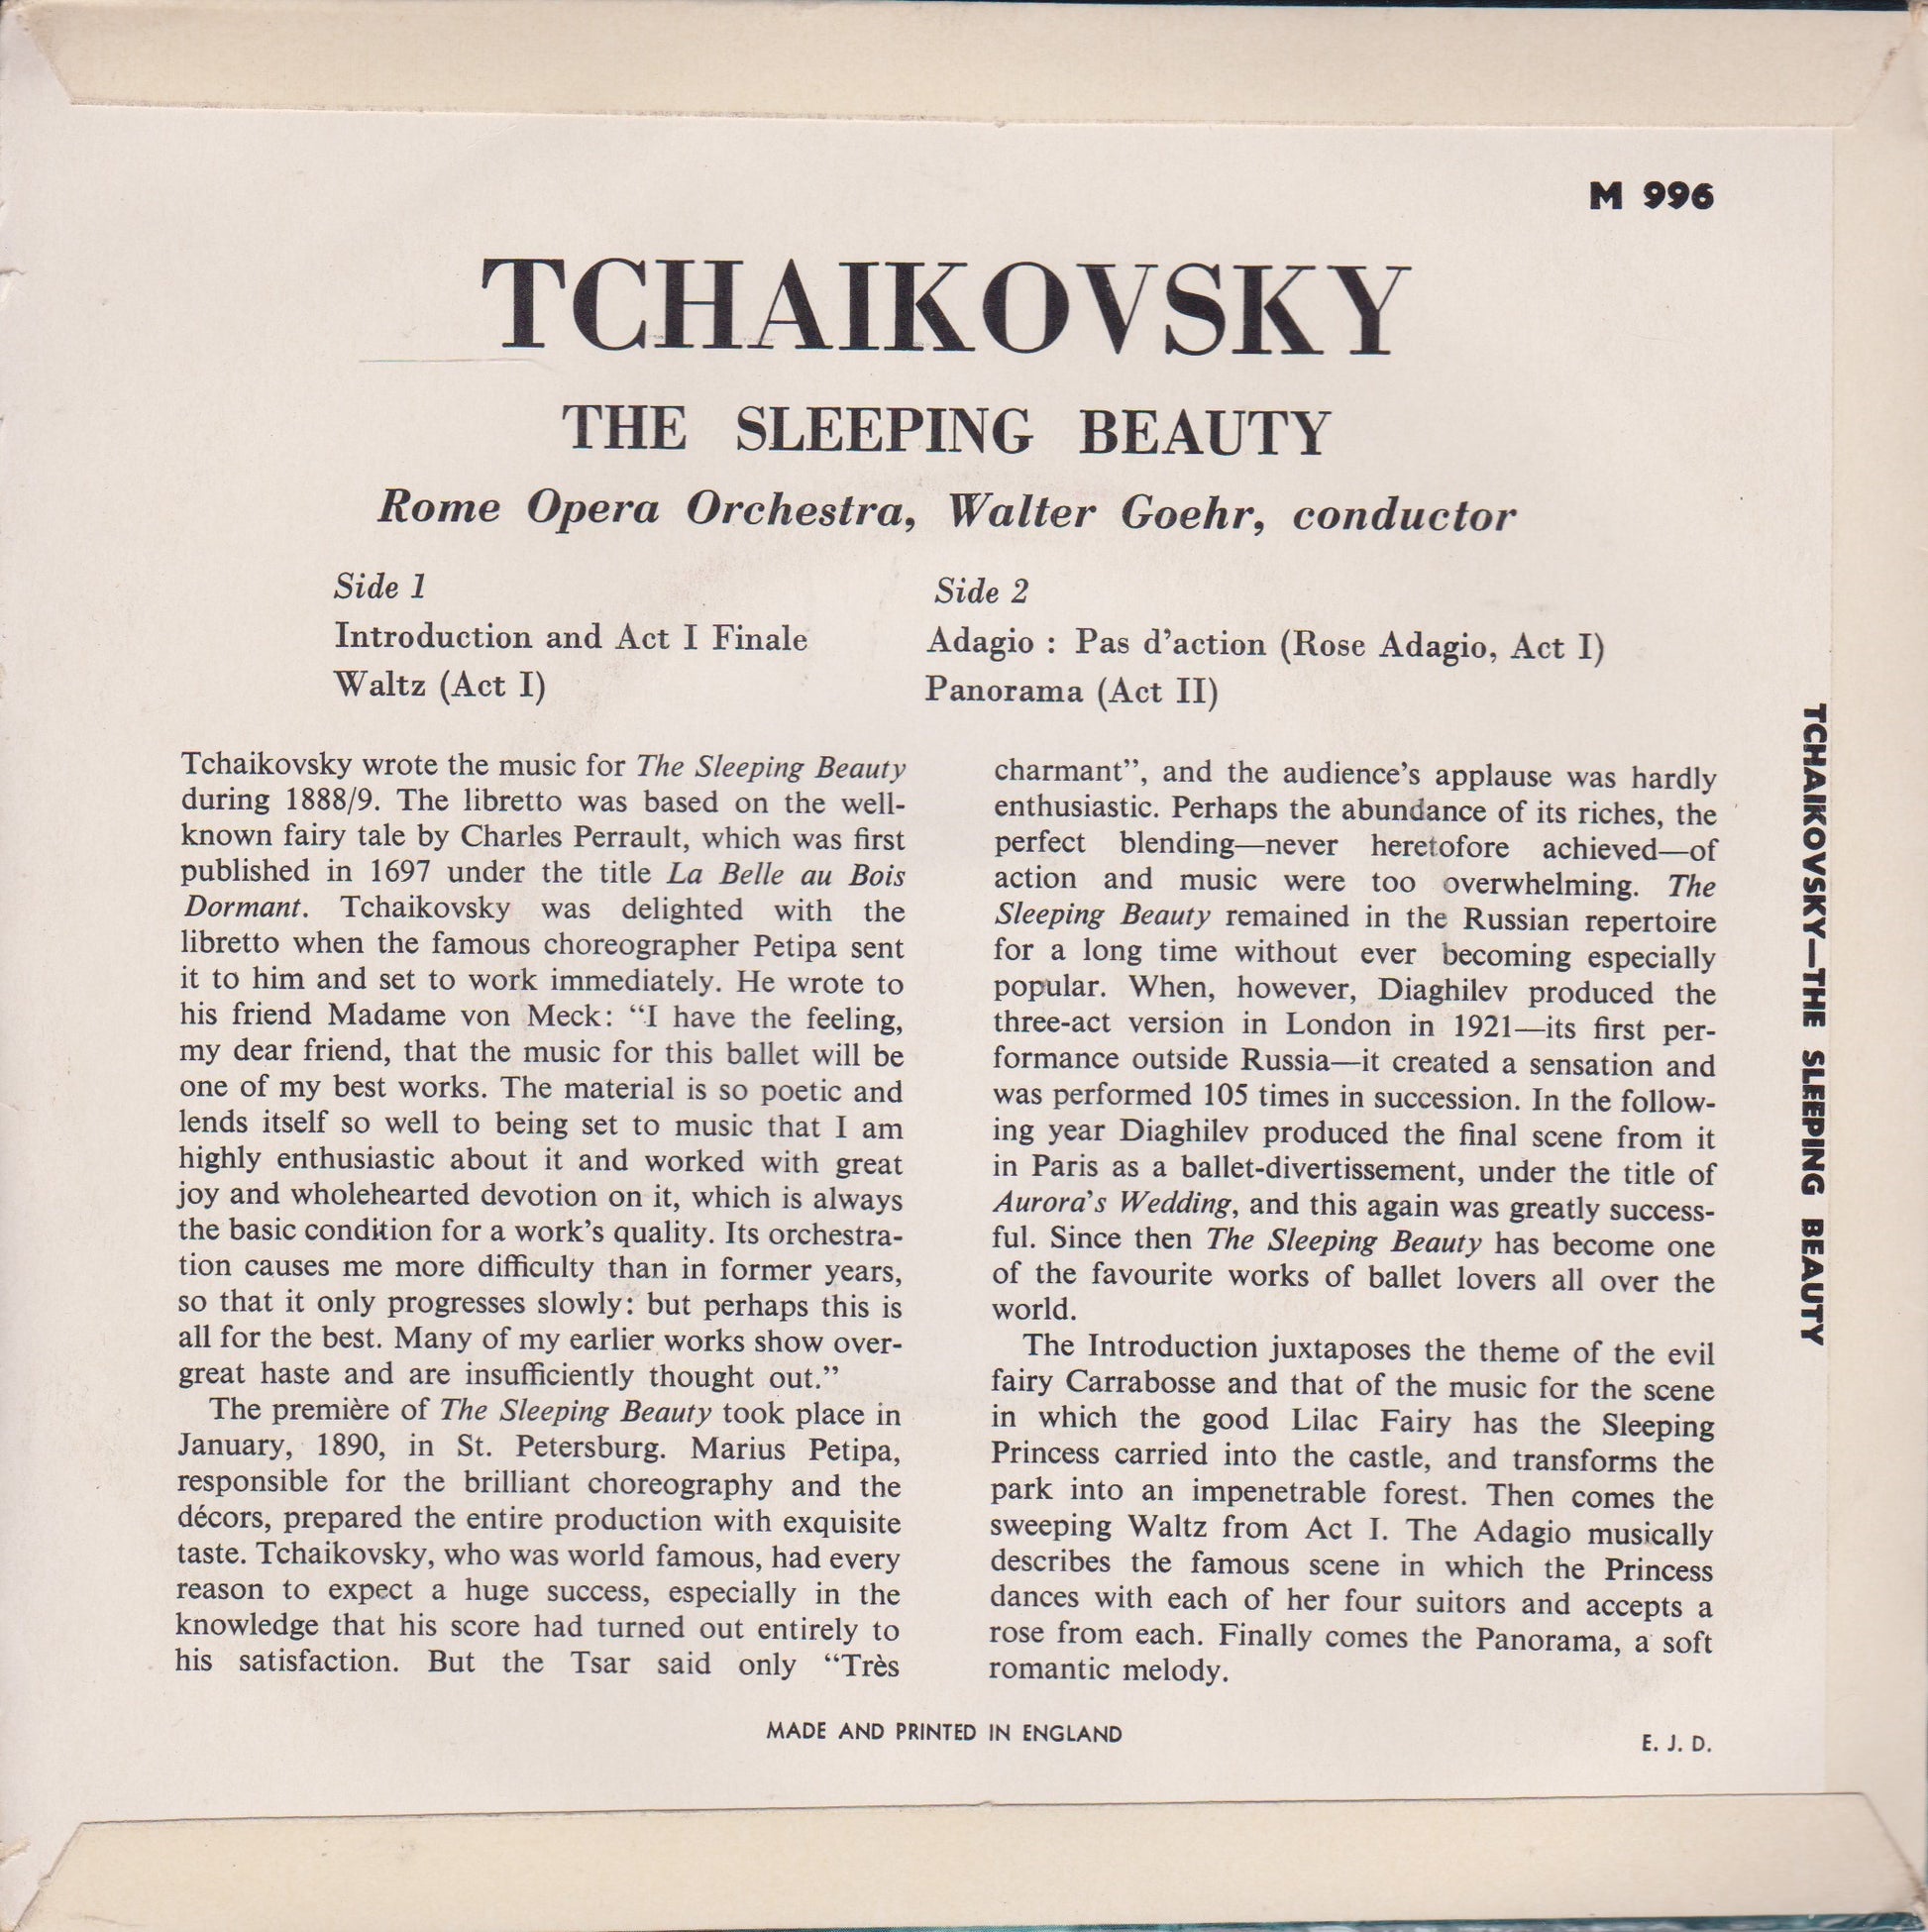 M 996
TCHAIKOVSKY
THE SLEEPING BEAUTY
Rome Opera Orchestra, Walter Goehr, conductor
Side 1
Introduction and Act I Finale
Waltz (Act I)
Side 2
Adagio : Pas d'action (Rose Adagio, Act I)
Panorama (Act II)
Tchaikovsky wrote the music for The Sleeping Beauty
during 1888/9. The libretto was based on the well-
known fairy tale by Charles Perrault, which was first
published in 1697 under the title La Belle au Bois
Dormant. Tchaikovsky was delighted with the
libretto when the famous choreographer Petipa sent
it to him and set to work immediately. He wrote to
his friend Madame von Meck: “I have the feeling,
my dear friend, that the music for this ballet will be
one of my best works. The material is so poetic and
lends itself so well to being set to music that I am
highly enthusiastic about it and worked with great
joy and wholehearted devotion on it, which is always
the basic condition for a work's quality. Its orchestra-
tion causes me more difficulty than in former years,
so that it only progresses slowly: but perhaps this is
all for the best. Many of my earlier works show over-
great haste and are insufficiently thought out.”
The première of The Sleeping Beauty took place in
January, 1890, in St. Petersburg. Marius Petipa,
responsible for the brilliant choreography and the
décors, prepared the entire production with exquisite
taste. Tchaikovsky, who was world famous, had every
reason to expect a huge success, especially in the
knowledge that his score had turned out entirely to
his satisfaction. But the Tsar said only “Très
charmant”, and the audience's applause was hardly
enthusiastic. Perhaps the abundance of its riches, the
perfect blending—never heretofore achieved—of
action and music were too overwhelming. The
Sleeping Beauty remained in the Russian repertoire
for a long time without ever becoming especially
popular. When, however, Diaghilev produced the
three-act version in London in 1921—its first per-
formance outside Russia—it created a sensation and
was performed 105 times in succession. In the follow-
ing year Diaghilev produced the final scene from it
in Paris as a ballet-divertissement, under the title of
Aurora's Wedding, and this again was greatly success-
ful. Since then The Sleeping Beauty has become one
of the favourite works of ballet lovers all over the
world.
The Introduction juxtaposes the theme of the evil
fairy Carrabosse and that of the music for the scene
in which the good Lilac Fairy has the Sleeping
Princess carried into the castle, and transforms the
park into an impenetrable forest. Then comes the
sweeping Waltz from Act I. The Adagio musically
describes the famous scene in which the Princess
dances with each of her four suitors and accepts a
rose from each. Finally comes the Panorama, a soft
romantic melody.
MADE AND PRINTED IN ENGLAND
E. J. D.
TCHAIKOVSKY—THE SLEEPING BEAUTY